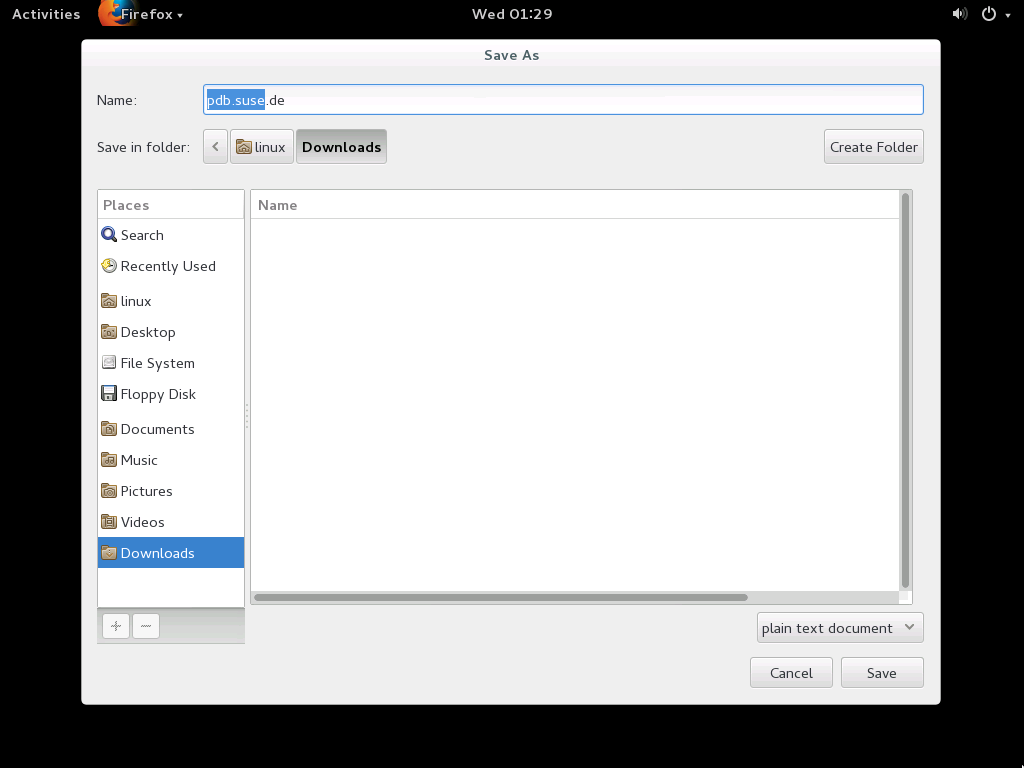 Activities Firefox Wed 01:29
Save As
Name: pdb.suse.de
Save in folder: linux Downloads Create Folder
Places Name
Search
Recently Used
linux
Desktop
File System
Floppy Disk
Documents
Music
Pictures
Videos
Downloads
plain text document
Cancel Save